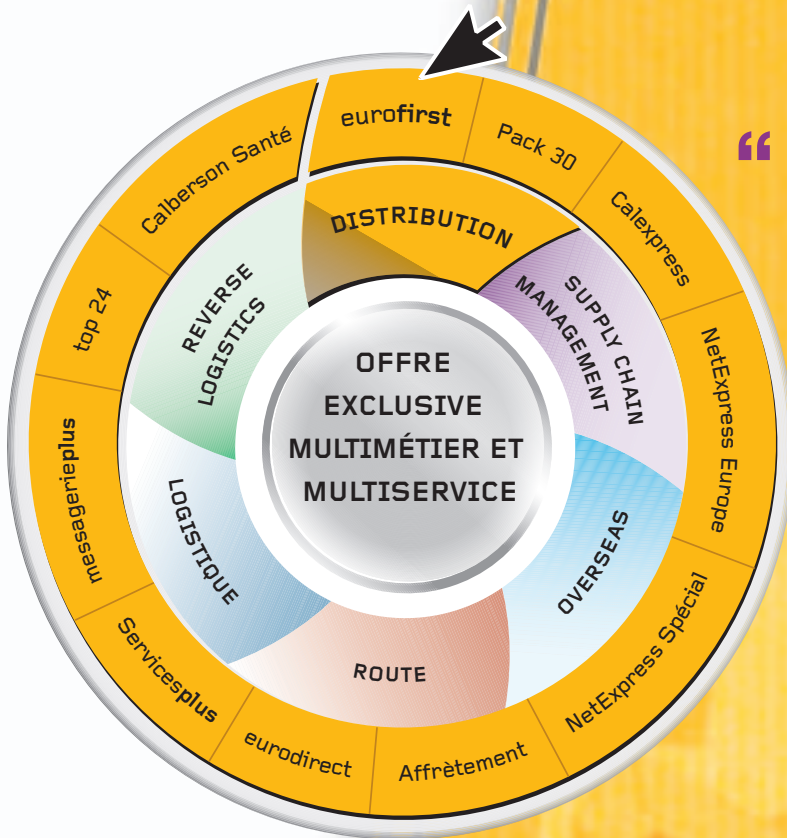 eurofirst
Pack 30
Calexpress
NetExpress Europe
NetExpress Spécial
Affrètement
eurodirect
Servicesplus
messagerieplus
top 24
Calberson Santé
DISTRIBUTION
SUPPLY CHAIN
MANAGEMENT
OVERSEAS
ROUTE
LOGISTIQUE
REVERSE
LOGISTICS
OFFRE
EXCLUSIVE
MULTIMÉTIER ET
MULTISERVICE
“